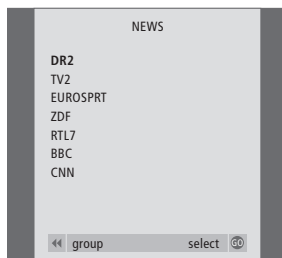 NEWS
DR2
TV2
EUROSPRT
ZDF
RTL7
BBC
CNN
group select GO